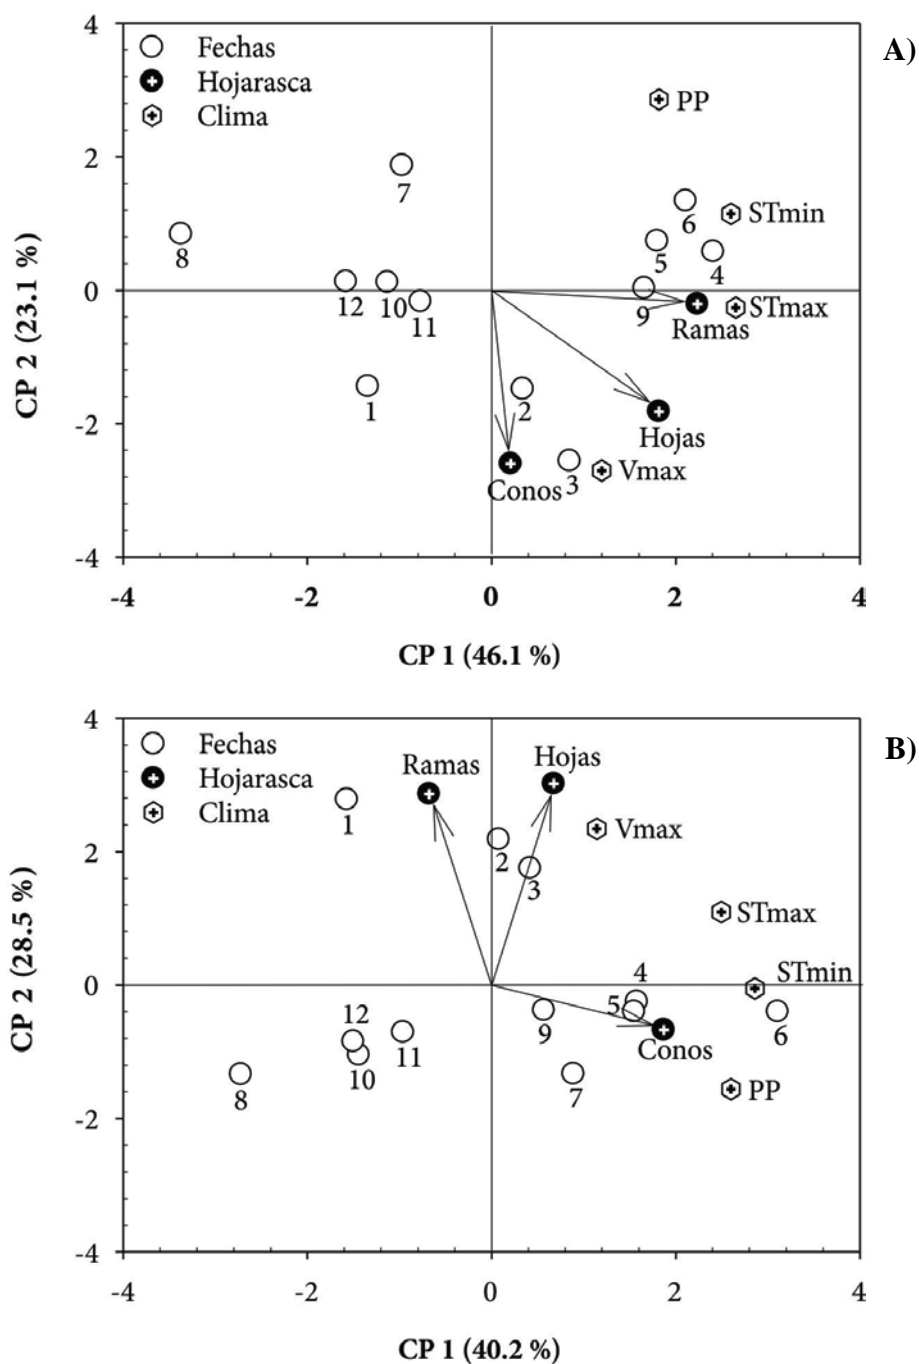 A)
4
Fechas
Hojarasca
PP
Clima
2
7
6
STmin
5
8
4
0
12
10
9
STmax
11
Ramas
CP 2 (23.1 %)
1
2
-2
Hojas
Vmax
Conos
3
-4
-4
-2
0
2
4
CP 1 (46.1 %)
B)
4
Fechas
Ramas
Hojas
Hojarasca
Clima
1
Vmax
2
2
3
STmax
4
STmin
0
5
12
9
6
11
Conos
10
8
7
PP
CP 2 (28.5 %)
-2
-4
-4
-2
0
2
4
CP 1 (40.2 %)